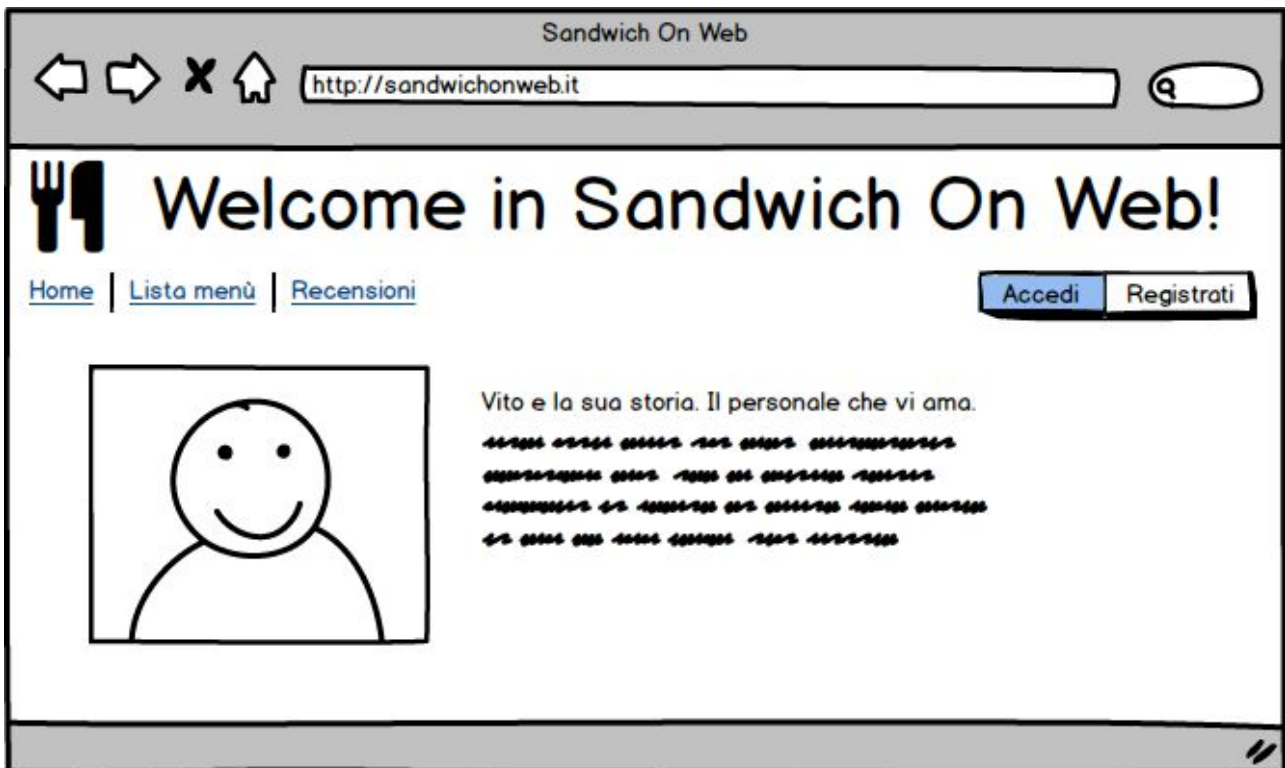 Sandwich On Web
http://sandwichonweb.it
Welcome in Sandwich On Web!
Home Lista menù Recensioni Accedi Registrati
Vito e la sua storia. Il personale che vi ama.